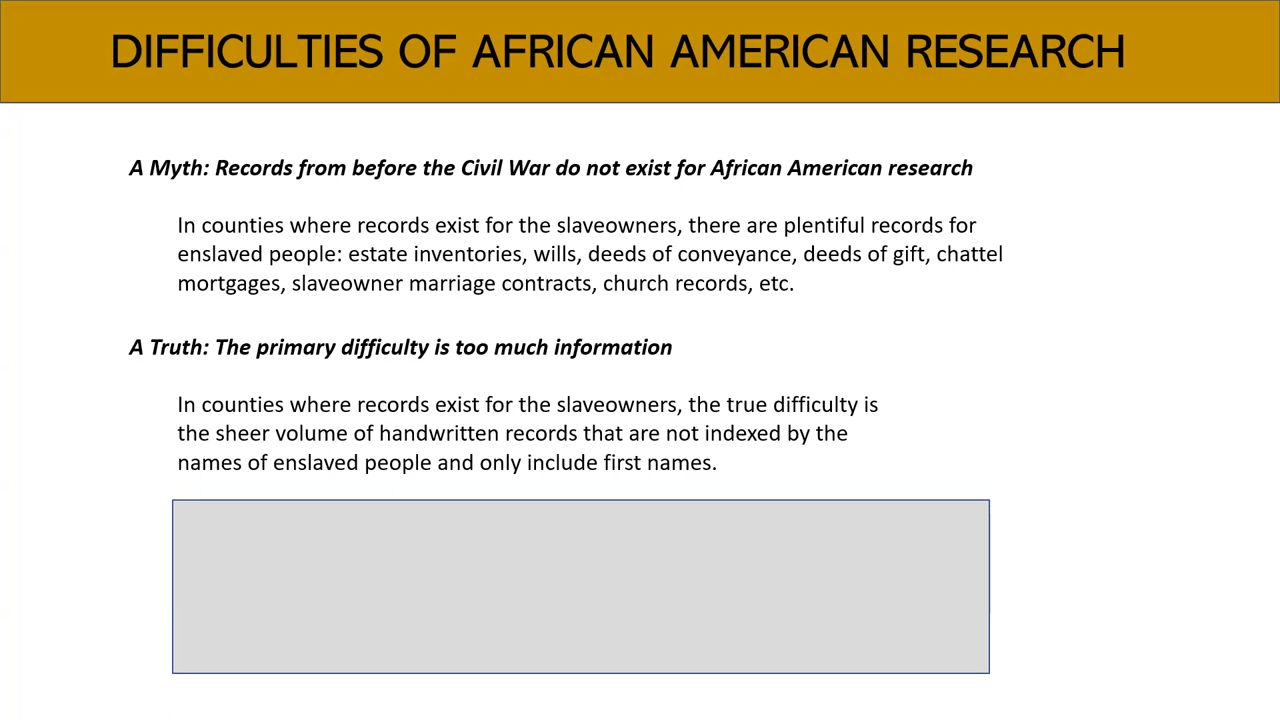 DIFFICULTIES OF AFRICAN AMERICAN RESEARCH
A Myth: Records from before the Civil War do not exist for African American research
In counties where records exist for the slaveowners, there are plentiful records for
enslaved people: estate inventories, wills, deeds of conveyance, deeds of gift, chattel
mortgages, slaveowner marriage contracts, church records, etc.
A Truth: The primary difficulty is too much information
In counties where records exist for the slaveowners, the true difficulty is
the sheer volume of handwritten records that are not indexed by the
names of enslaved people and only include first names.